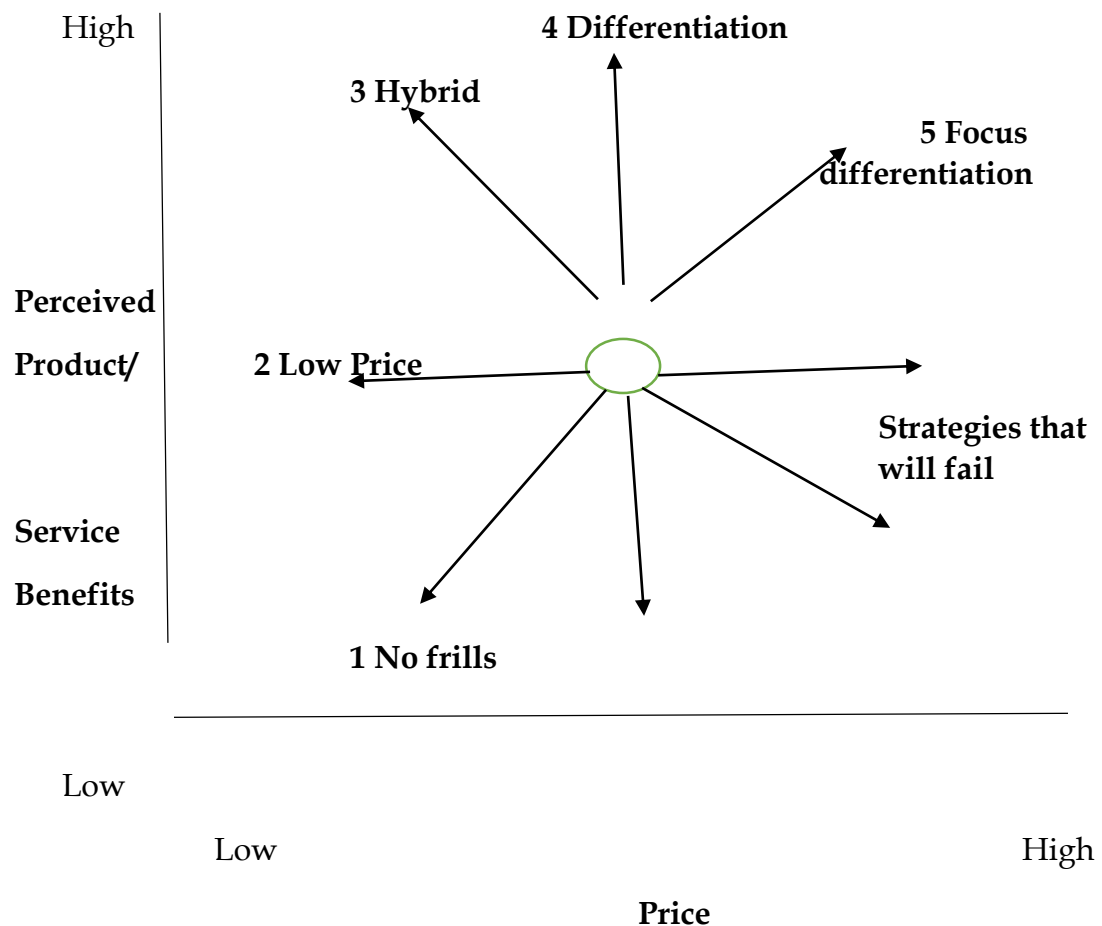 High
4 Differentiation
3 Hybrid
5 Focus
differentiation
Perceived
Product/
2 Low Price
Strategies that
will fail
Service
Benefits
1 No frills
Low
Low
High
Price